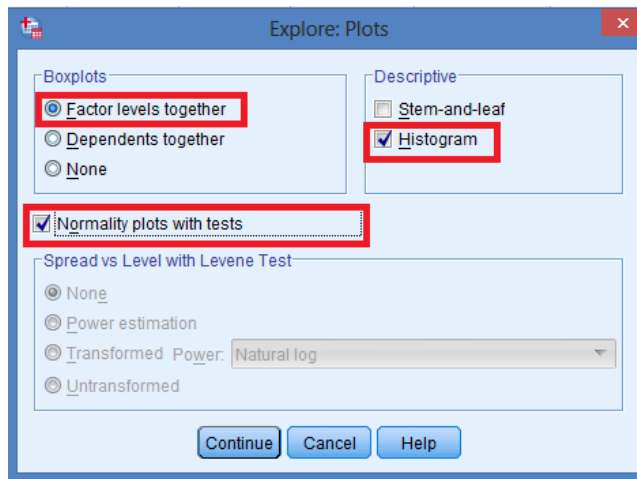 Explore: Plots
Boxplots
Factor levels together
Dependents together
None
Descriptive
Stem-and-leaf
Histogram
Normality plots with tests
Spread vs Level with Levene Test
None
Power estimation
Transformed Power: Natural log
Untransformed
Continue Cancel Help